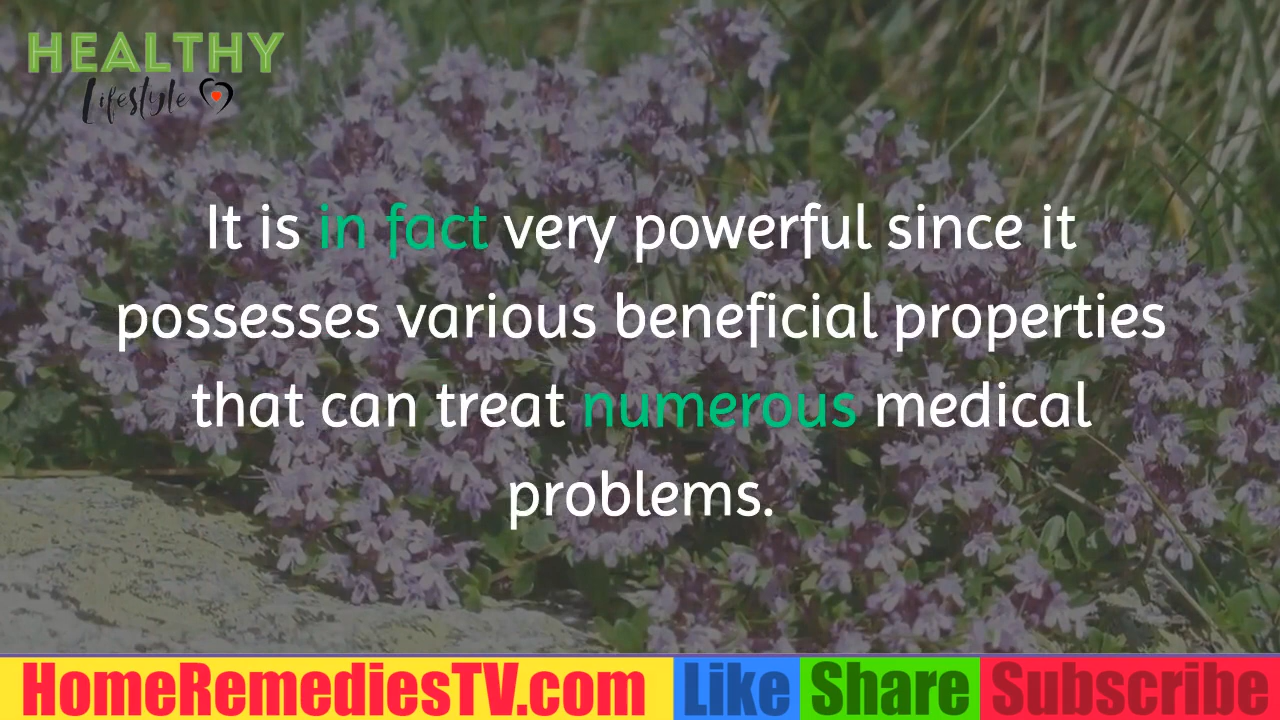 HEALTHY
Lifestyle
It is in fact very powerful since it
possesses various beneficial properties
that can treat numerous medical
problems.
HomeRemediesTV.com Like Share Subscribe